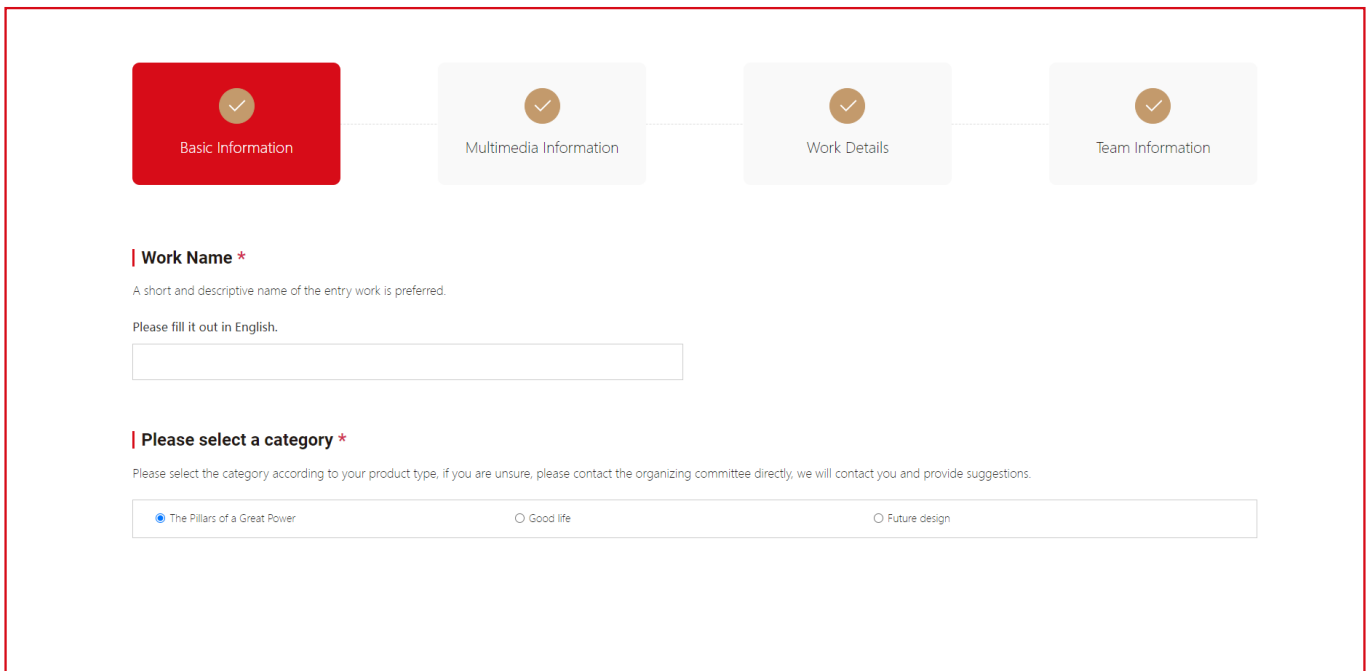 Basic Information
Multimedia Information
Work Details
Team Information
Work Name *
A short and descriptive name of the entry work is preferred.
Please fill it out in English.
Please select a category *
Please select the category according to your product type, if you are unsure, please contact the organizing committee directly, we will contact you and provide suggestions.
The Pillars of a Great Power
Good life
Future design